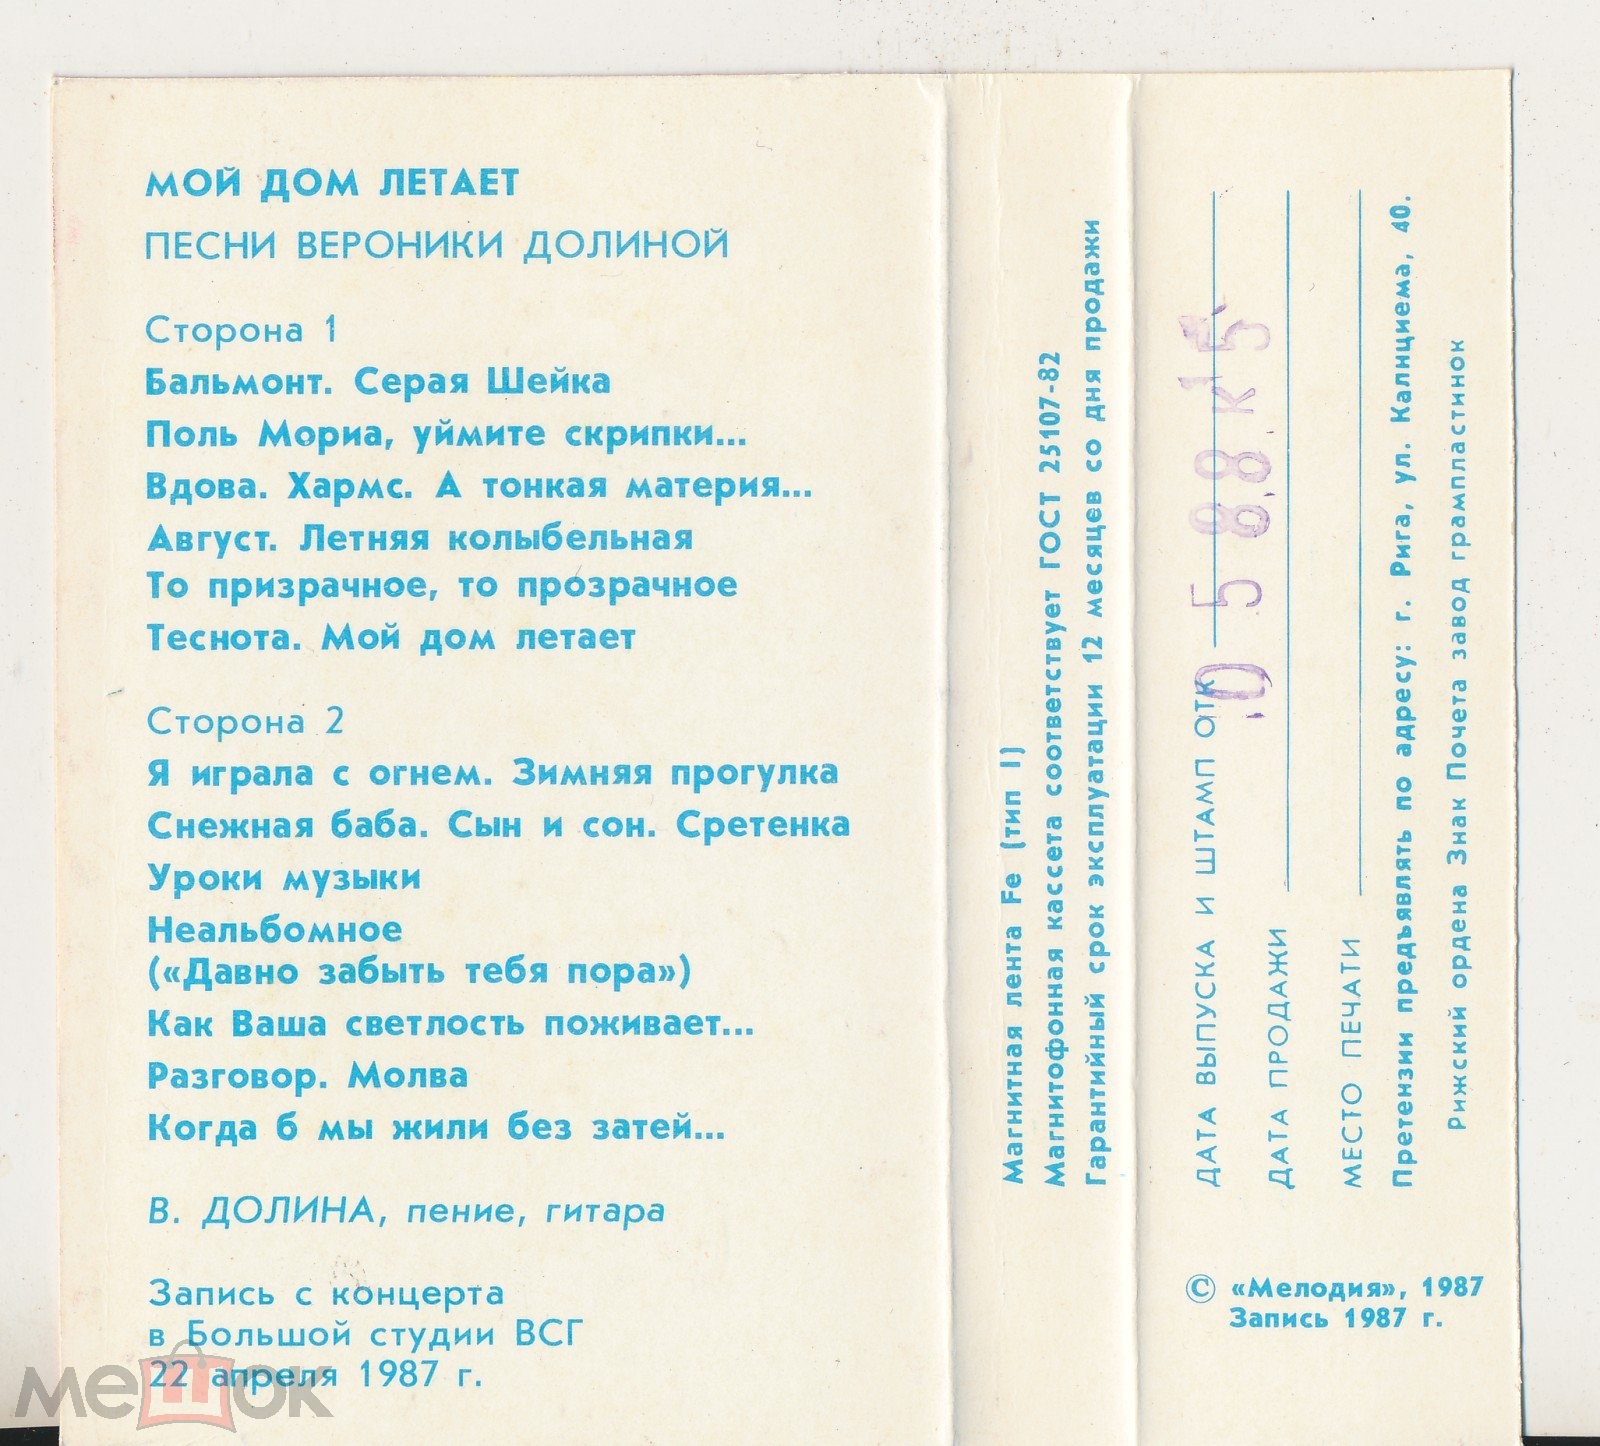 МОЙ ДОМ ЛЕТАЕТ
ПЕСНИ ВЕРОНИКИ ДОЛИНОЙ
Сторона 1
Бальмонт. Серая Шейка
Поль Мориа, уймите скрипки...
Вдова. Хармс. А тонкая материя...
Август. Летняя колыбельная
То призрачное, то прозрачное
Теснота. Мой дом летает
Сторона 2
Я играла с огнем. Зимняя прогулка
Снежная баба. Сын и сон. Сретенка
Уроки музыки
Неальбомное
(«Давно забыть тебя пора»)
Как Ваша светлость поживает...
Разговор. Молва
Когда б мы жили без затей...
В. ДОЛИНА, пение, гитара
Запись с концерта
в Большой студии ВСГ
22 апреля 1987 г.
Магнитная лента Fe (тип I)
Магнитофонная кассета соответствует ГОСТ 25107-82
Гарантийный срок эксплуатации 12 месяцев со дня продажи
ДАТА ВЫПУСКА И ШТАМП ОТК
0 5 88 К 15
ДАТА ПРОДАЖИ
МЕСТО ПЕЧАТИ
Претензии предъявлять по адресу: г. Рига, ул. Калнциема, 40.
Рижский ордена Знак Почета завод грампластинок
© «Мелодия», 1987
Запись 1987 г.
мешок